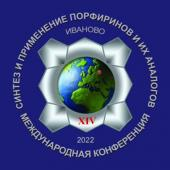 СИНТЕЗ И ПРИМЕНЕНИЕ ПОРФИРИНОВ И ИХ АНАЛОГОВ
ИВАНОВО
XIV
2022
МЕЖДУНАРОДНАЯ КОНФЕРЕНЦИЯ